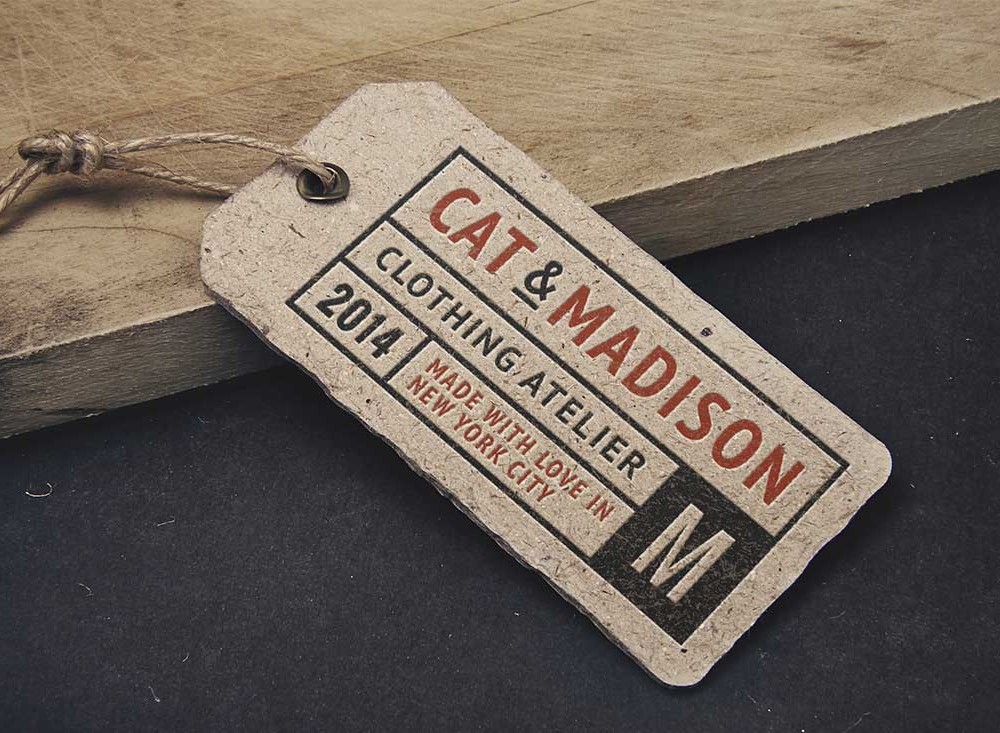 CAT & MADISON
CLOTHING ATELIER
2014
MADE WITH LOVE IN
NEW YORK CITY
M